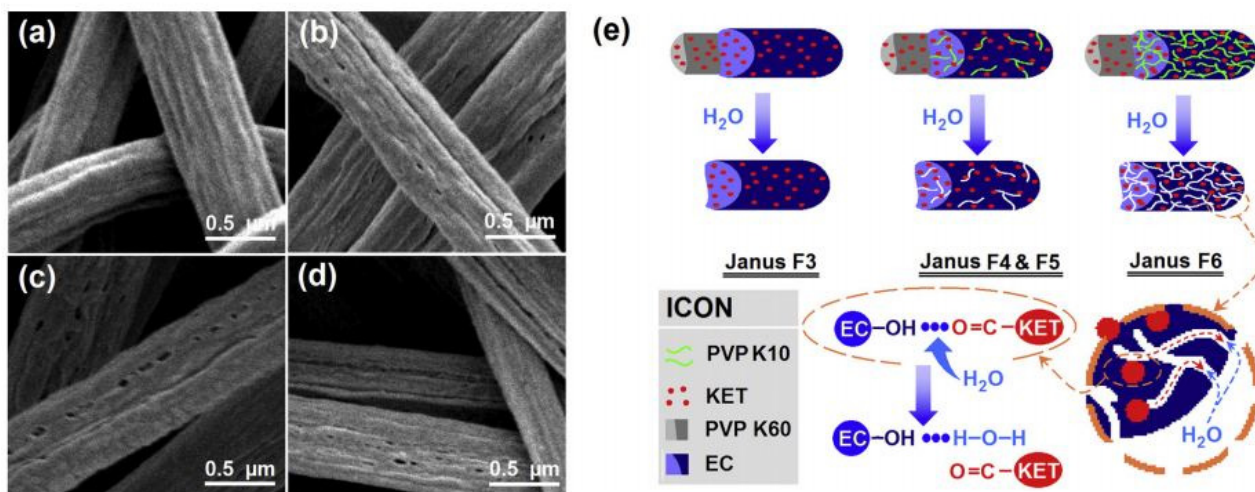 (a)
0.5 µm
(b)
0.5 µm
(c)
0.5 µm
(d)
0.5 µm
(e)
H₂O
H₂O
H₂O
Janus F3
Janus F4 & F5
Janus F6
ICON
PVP K10
KET
PVP K60
EC
EC–OH •••O=C–KET
H₂O
EC–OH •••H–O–H
O=C–KET
H₂O